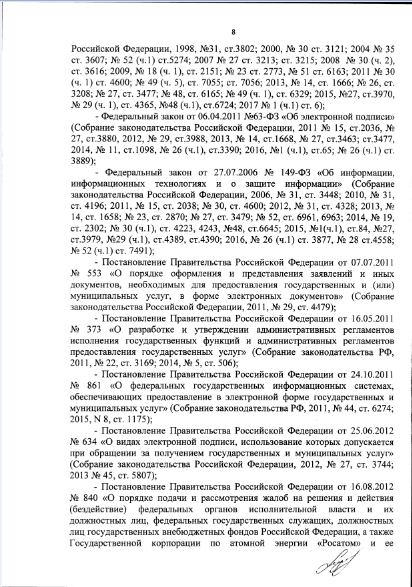 8
Российской Федерации, 1998, №31, ст.3802; 2000, № 30 ст. 3121; 2004 № 35
ст. 3607; № 52 (ч.1) ст.5274; 2007 № 27 ст. 3213; ст. 3215; 2008 № 30 (ч. 2),
ст. 3616; 2009, № 18 (ч. 1), ст. 2151; № 23 ст. 2773, № 51 ст. 6163; 2011 № 30
(ч. 1) ст. 4600; № 49 (ч. 5), ст. 7055; ст. 7056; 2013, № 14, ст. 1666; № 26, ст.
3208; № 27, ст. 3477; № 48, ст. 6165; № 49 (ч. 1), ст. 6329; 2015, №27, ст.3970,
№ 29 (ч. 1), ст. 4365, №48 (ч.1), ст.6724; 2017 № 1 (ч.1) ст. 6);
- Федеральный закон от 06.04.2011 №63-ФЗ «Об электронной подписи»
(Собрание законодательства Российской Федерации, 2011 № 15, ст.2036, №
27, ст.3880, 2012, № 29, ст.3988, 2013, № 14, ст.1668, № 27, ст.3463, ст.3477,
2014, № 11, ст.1098, № 26 (ч.1), ст.3390; 2016, №1 (ч.1), ст.65; № 26 (ч.1) ст.
3889);
- Федеральный закон от 27.07.2006 № 149-ФЗ «Об информации,
информационных технологиях и о защите информации» (Собрание
законодательства Российской Федерации, 2006, № 31, ст. 3448; 2010, № 31,
ст. 4196; 2011, № 15, ст. 2038; № 30, ст. 4600; 2012, № 31, ст. 4328; 2013, №
14, ст. 1658; № 23, ст. 2870; № 27, ст. 3479; № 52, ст. 6961, 6963; 2014, № 19,
ст. 2302; № 30 (ч.1), ст. 4223, 4243, №48, ст.6645; 2015, №1(ч.1), ст.84, №27,
ст.3979, №29 (ч.1), ст.4389, ст.4390; 2016, № 26 (ч.1) ст. 3877, № 28 ст.4558;
№ 52 (ч.1) ст. 7491);
- Постановление Правительства Российской Федерации от 07.07.2011
№ 553 «О порядке оформления и представления заявлений и иных
документов, необходимых для предоставления государственных и (или)
муниципальных услуг, в форме электронных документов» (Собрание
законодательства Российской Федерации, 2011, № 29, ст. 4479);
- Постановление Правительства Российской Федерации от 16.05.2011
№ 373 «О разработке и утверждении административных регламентов
исполнения государственных функций и административных регламентов
предоставления государственных услуг» (Собрание законодательства РФ,
2011, № 22, ст. 3169; 2014, № 5, ст. 506);
- Постановление Правительства Российской Федерации от 24.10.2011
№ 861 «О федеральных государственных информационных системах,
обеспечивающих предоставление в электронной форме государственных и
муниципальных услуг» (Собрание законодательства РФ, 2011, № 44, ст. 6274;
2015, N 8, ст. 1175);
- Постановление Правительства Российской Федерации от 25.06.2012
№ 634 «О видах электронной подписи, использование которых допускается
при обращении за получением государственных и муниципальных услуг»
(Собрание законодательства Российской Федерации, 2012, № 27, ст. 3744;
2013 № 45, ст. 5807);
- Постановление Правительства Российской Федерации от 16.08.2012
№ 840 «О порядке подачи и рассмотрения жалоб на решения и действия
(бездействие) федеральных органов исполнительной власти и их
должностных лиц, федеральных государственных служащих, должностных
лиц государственных внебюджетных фондов Российской Федерации, а также
Государственной корпорации по атомной энергии «Росатом» и ее